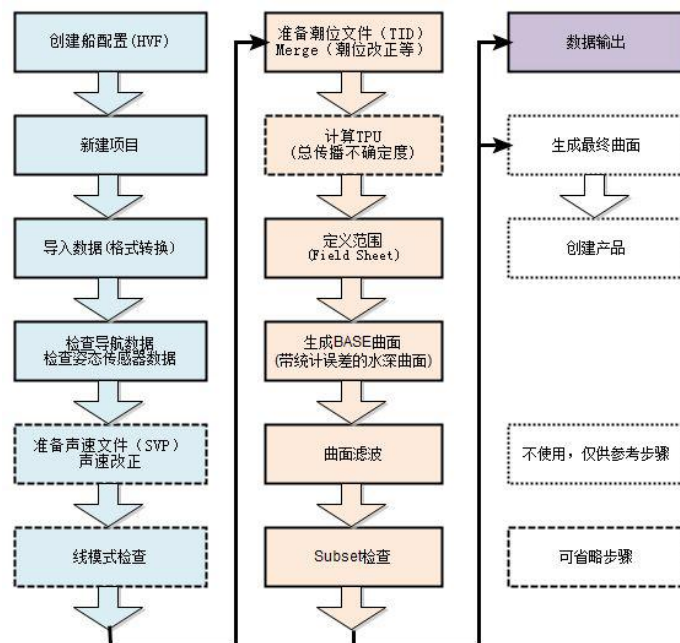 创建船配置(HVF)
新建项目
导入数据(格式转换)
检查导航数据
检查姿态传感器数据
准备声速文件（SVP）
声速改正
线模式检查
准备潮位文件（TID）
Merge（潮位改正等）
计算TPU
(总传播不确定度)
定义范围
(Field Sheet)
生成BASE曲面
(带统计误差的水深曲面)
曲面滤波
Subset检查
数据输出
生成最终曲面
创建产品
不使用，仅供参考步骤
可省略步骤